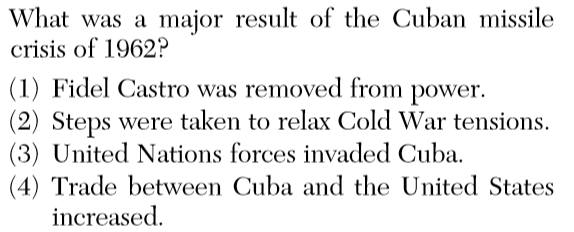 What was a major result of the Cuban missile
crisis of 1962?
(1) Fidel Castro was removed from power.
(2) Steps were taken to relax Cold War tensions.
(3) United Nations forces invaded Cuba.
(4) Trade between Cuba and the United States
increased.